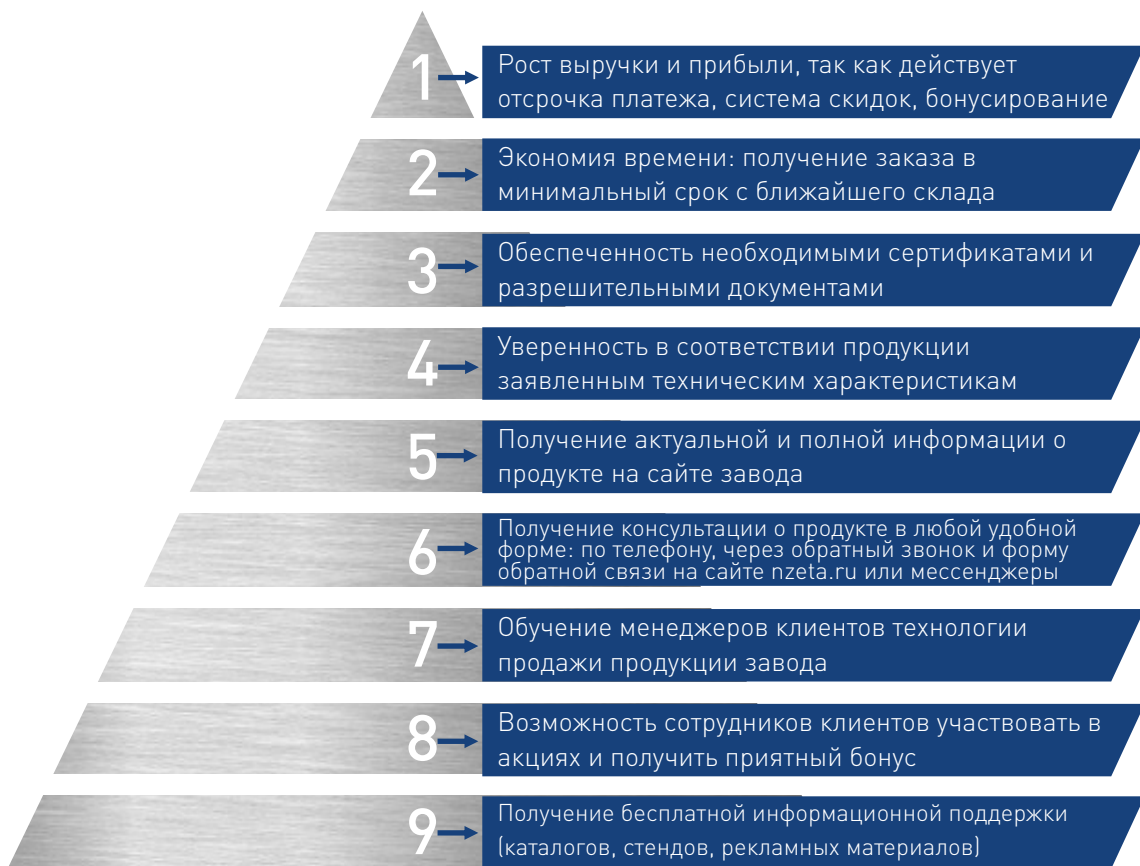 1
Рост выручки и прибыли, так как действует
отсрочка платежа, система скидок, бонусирование
2
Экономия времени: получение заказа в
минимальный срок с ближайшего склада
3
Обеспеченность необходимыми сертификатами и
разрешительными документами
4
Уверенность в соответствии продукции
заявленным техническим характеристикам
5
Получение актуальной и полной информации о
продукте на сайте завода
6
Получение консультации о продукте в любой удобной
форме: по телефону, через обратный звонок и форму
обратной связи на сайте nzeta.ru или мессенджеры
7
Обучение менеджеров клиентов технологии
продажи продукции завода
8
Возможность сотрудников клиентов участвовать в
акциях и получить приятный бонус
9
Получение бесплатной информационной поддержки
(каталогов, стендов, рекламных материалов)